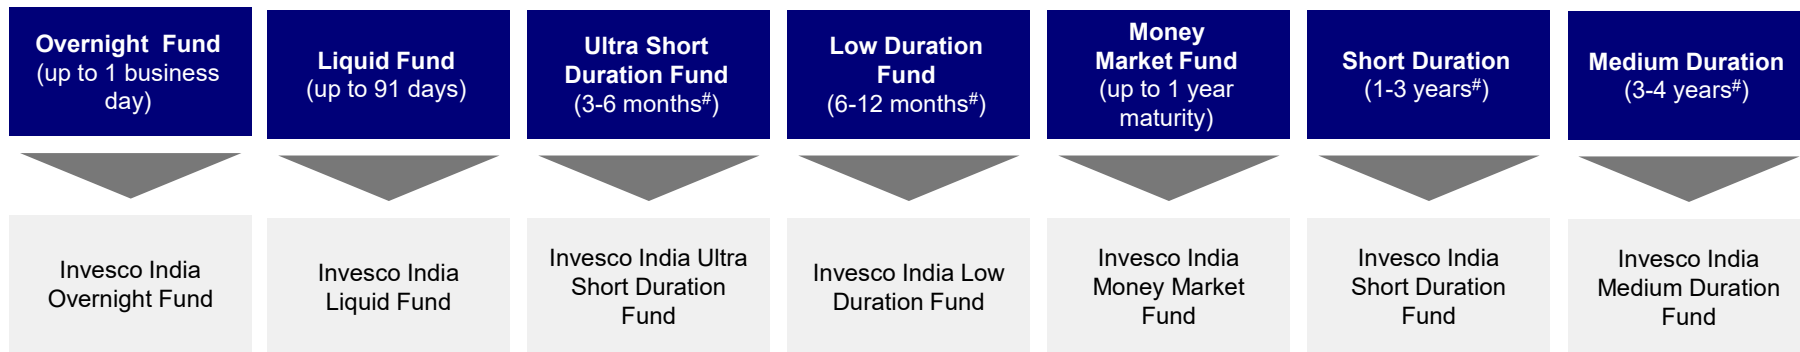 Overnight  Fund
(up to 1 business
day)
Liquid Fund
(up to 91 days)
Ultra Short
Duration Fund
(3-6 months#)
Low Duration
Fund
(6-12 months#)
Money
Market Fund
(up to 1 year
maturity)
Short Duration
(1-3 years#)
Medium Duration
(3-4 years#)
Invesco India
Overnight Fund
Invesco India
Liquid Fund
Invesco India Ultra
Short Duration
Fund
Invesco India Low
Duration Fund
Invesco India
Money Market
Fund
Invesco India
Short Duration
Fund
Invesco India
Medium Duration
Fund